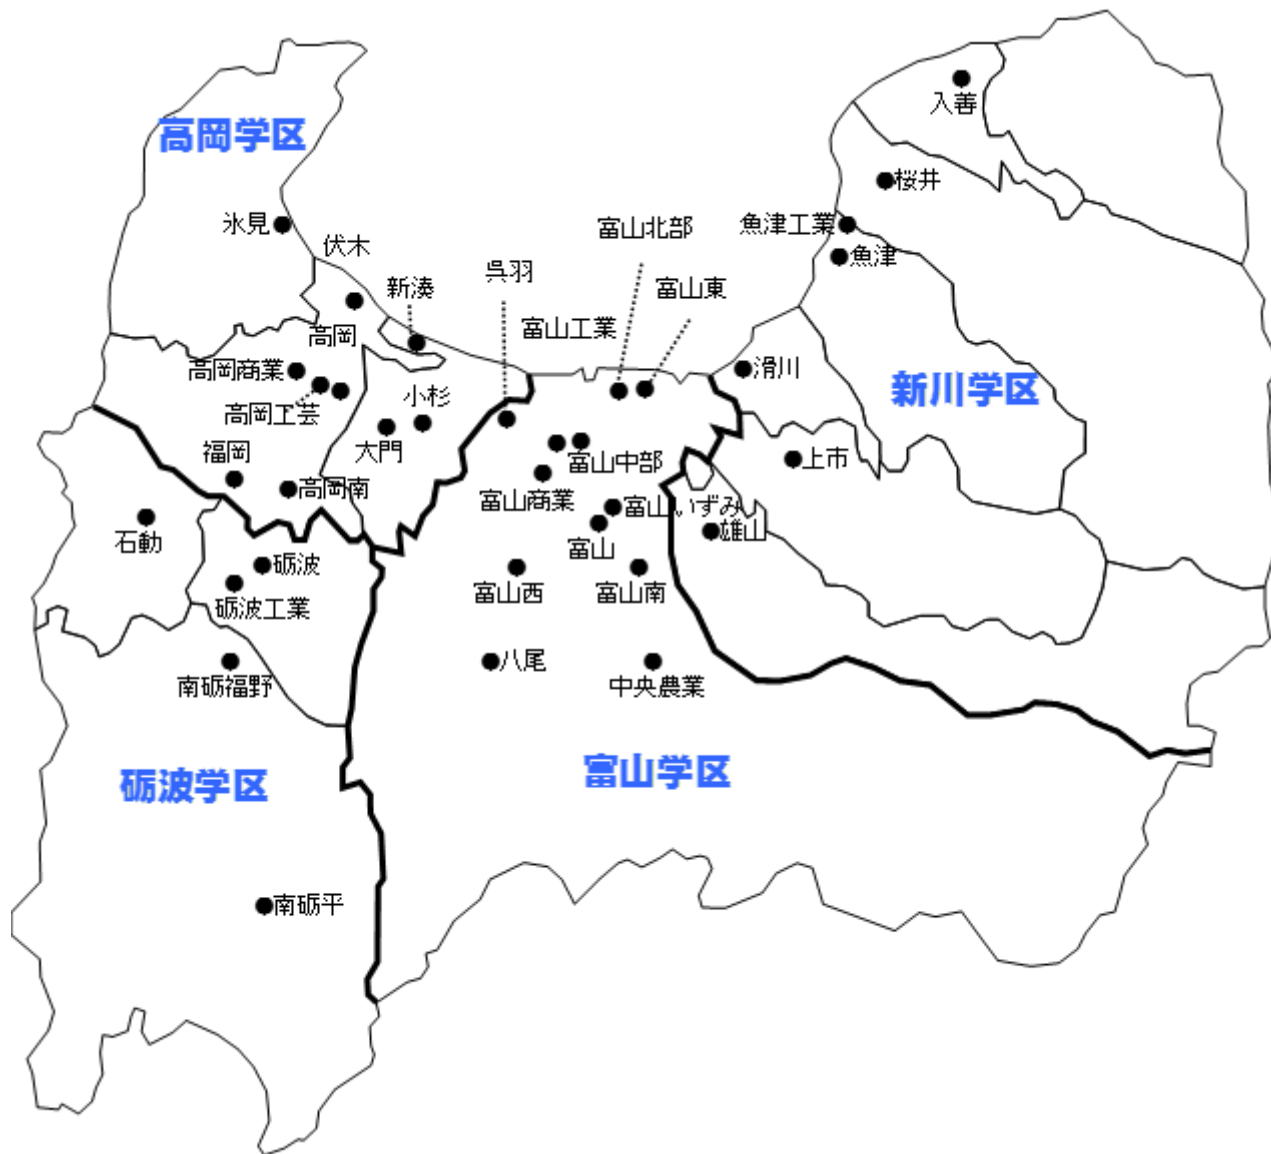 入善
高岡学区
桜井
氷見
富山北部
魚津工業
伏木
魚津
呉羽
新湊
富山東
高岡
富山工業
高岡商業
滑川
新川学区
小杉
高岡工芸
大門
福岡
富山中部
上市
高岡南
富山商業
富山いずみ
石動
富山
雄山
砺波
富山西
富山南
砺波工業
八尾
南砺福野
中央農業
富山学区
砺波学区
南砺平